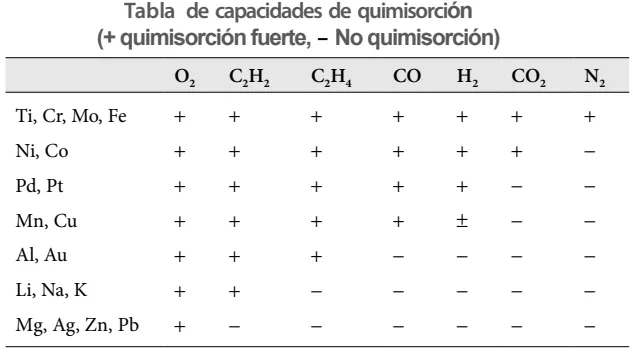 Tabla de capacidades de quimisorción
(+ quimisorción fuerte, − No quimisorción)
O₂ C₂H₂ C₂H₄ CO H₂ CO₂ N₂
Ti, Cr, Mo, Fe + + + + + + +
Ni, Co + + + + + + −
Pd, Pt + + + + + − −
Mn, Cu + + + + ± − −
Al, Au + + + − − − −
Li, Na, K + + − − − − −
Mg, Ag, Zn, Pb + − − − − − −